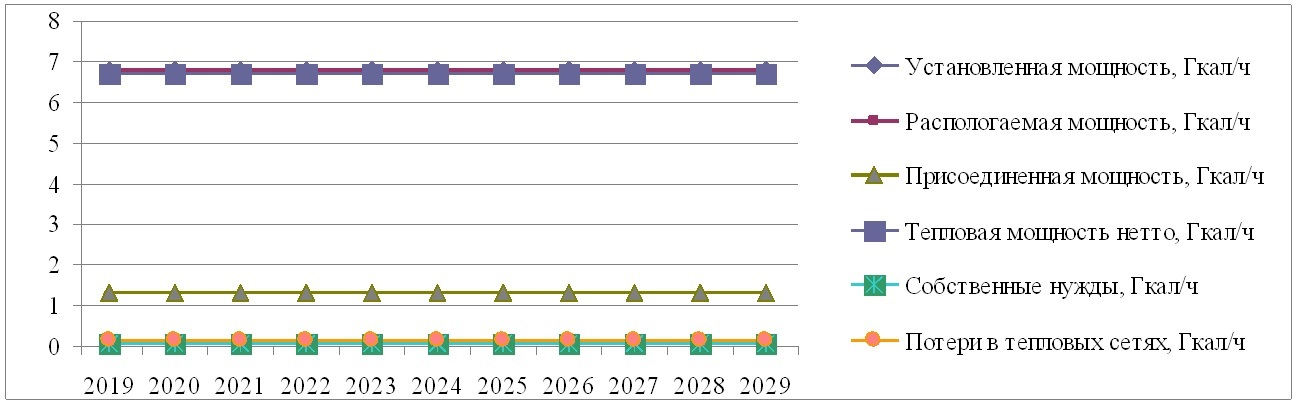 8
7
6
5
4
3
2
1
0
2019 2020 2021 2022 2023 2024 2025 2026 2027 2028 2029
Установленная мощность, Гкал/ч
Распологаемая мощность, Гкал/ч
Присоединенная мощность, Гкал/ч
Тепловая мощность нетто, Гкал/ч
Собственные нужды, Гкал/ч
Потери в тепловых сетях, Гкал/ч